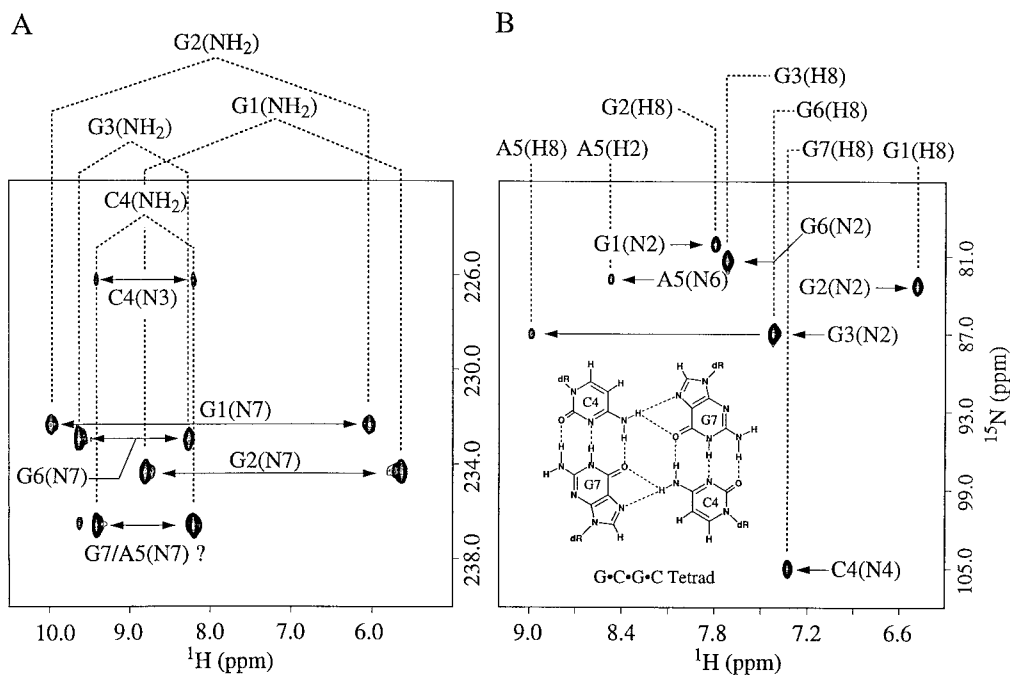 A
G2(NH2)
G1(NH2)
G3(NH2)
C4(NH2)
C4(N3)
G1(N7)
G6(N7)
G2(N7)
G7/A5(N7) ?
226.0
230.0
234.0
238.0
10.0 9.0 8.0 7.0 6.0
1H (ppm)
B
G3(H8)
G2(H8)
G6(H8)
A5(H8) A5(H2) G7(H8) G1(H8)
G1(N2)
G6(N2)
A5(N6)
G2(N2)
G3(N2)
C4(N4)
81.0
87.0
93.0
99.0
105.0
15N (ppm)
dR
N
C4
O
N
N
H
H
H
H
H
H
H
H
N
N
N
G7
O
N
N
H
dR
dR
N
N
H
G7
N
O
N
H
N
H
H
H
H
N
H
N
C4
O
N
H
H
dR
G•C•G•C Tetrad
9.0 8.4 7.8 7.2 6.6
1H (ppm)